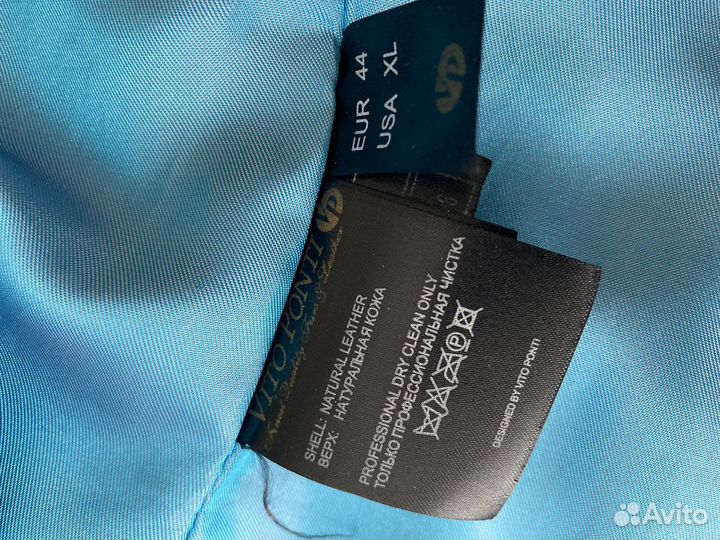 EUR 44
USA XL
VITO PONTI
SHELL: NATURAL LEATHER
ВЕРХ: НАТУРАЛЬНАЯ КОЖА
PROFESSIONAL DRY CLEAN ONLY
ТОЛЬКО ПРОФЕССИОНАЛЬНАЯ ЧИСТКА
DESIGNED BY VITO PONTI
Avito